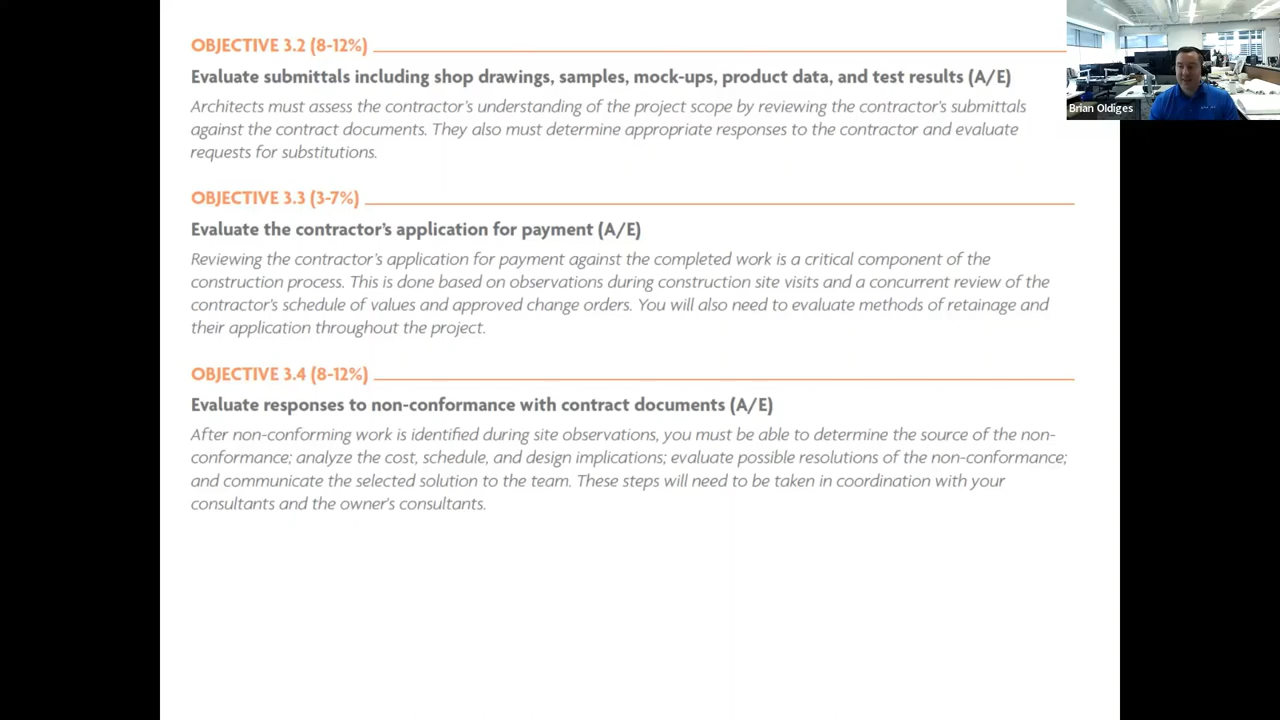 OBJECTIVE 3.2 (8-12%)
Evaluate submittals including shop drawings, samples, mock-ups, product data, and test results (A/E)
Architects must assess the contractor's understanding of the project scope by reviewing the contractor's submittals
against the contract documents. They also must determine appropriate responses to the contractor and evaluate
requests for substitutions.
OBJECTIVE 3.3 (3-7%)
Evaluate the contractor's application for payment (A/E)
Reviewing the contractor's application for payment against the completed work is a critical component of the
construction process. This is done based on observations during construction site visits and a concurrent review of the
contractor's schedule of values and approved change orders. You will also need to evaluate methods of retainage and
their application throughout the project.
OBJECTIVE 3.4 (8-12%)
Evaluate responses to non-conformance with contract documents (A/E)
After non-conforming work is identified during site observations, you must be able to determine the source of the non-
conformance; analyze the cost, schedule, and design implications; evaluate possible resolutions of the non-conformance;
and communicate the selected solution to the team. These steps will need to be taken in coordination with your
consultants and the owner's consultants.
Brian Oldiges